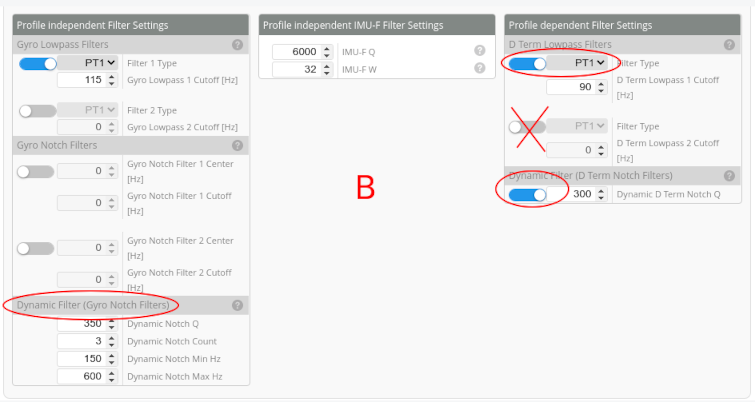 Profile independent Filter Settings
Gyro Lowpass Filters
PT1 Filter 1 Type
115 Gyro Lowpass 1 Cutoff [Hz]
PT1 Filter 2 Type
0 Gyro Lowpass 2 Cutoff [Hz]
Gyro Notch Filters
0 Gyro Notch Filter 1 Center
[Hz]
0 Gyro Notch Filter 1 Cutoff
[Hz]
0 Gyro Notch Filter 2 Center
[Hz]
0 Gyro Notch Filter 2 Cutoff
[Hz]
Dynamic Filter (Gyro Notch Filters)
350 Dynamic Notch Q
3 Dynamic Notch Count
150 Dynamic Notch Min Hz
600 Dynamic Notch Max Hz
Profile independent IMU-F Filter Settings
6000 IMU-F Q
32 IMU-F W
B
Profile dependent Filter Settings
D Term Lowpass Filters
PT1 Filter Type
90 D Term Lowpass 1 Cutoff
[Hz]
PT1 Filter Type
0 D Term Lowpass 2 Cutoff
[Hz]
Dynamic Filter (D Term Notch Filters)
300 Dynamic D Term Notch Q